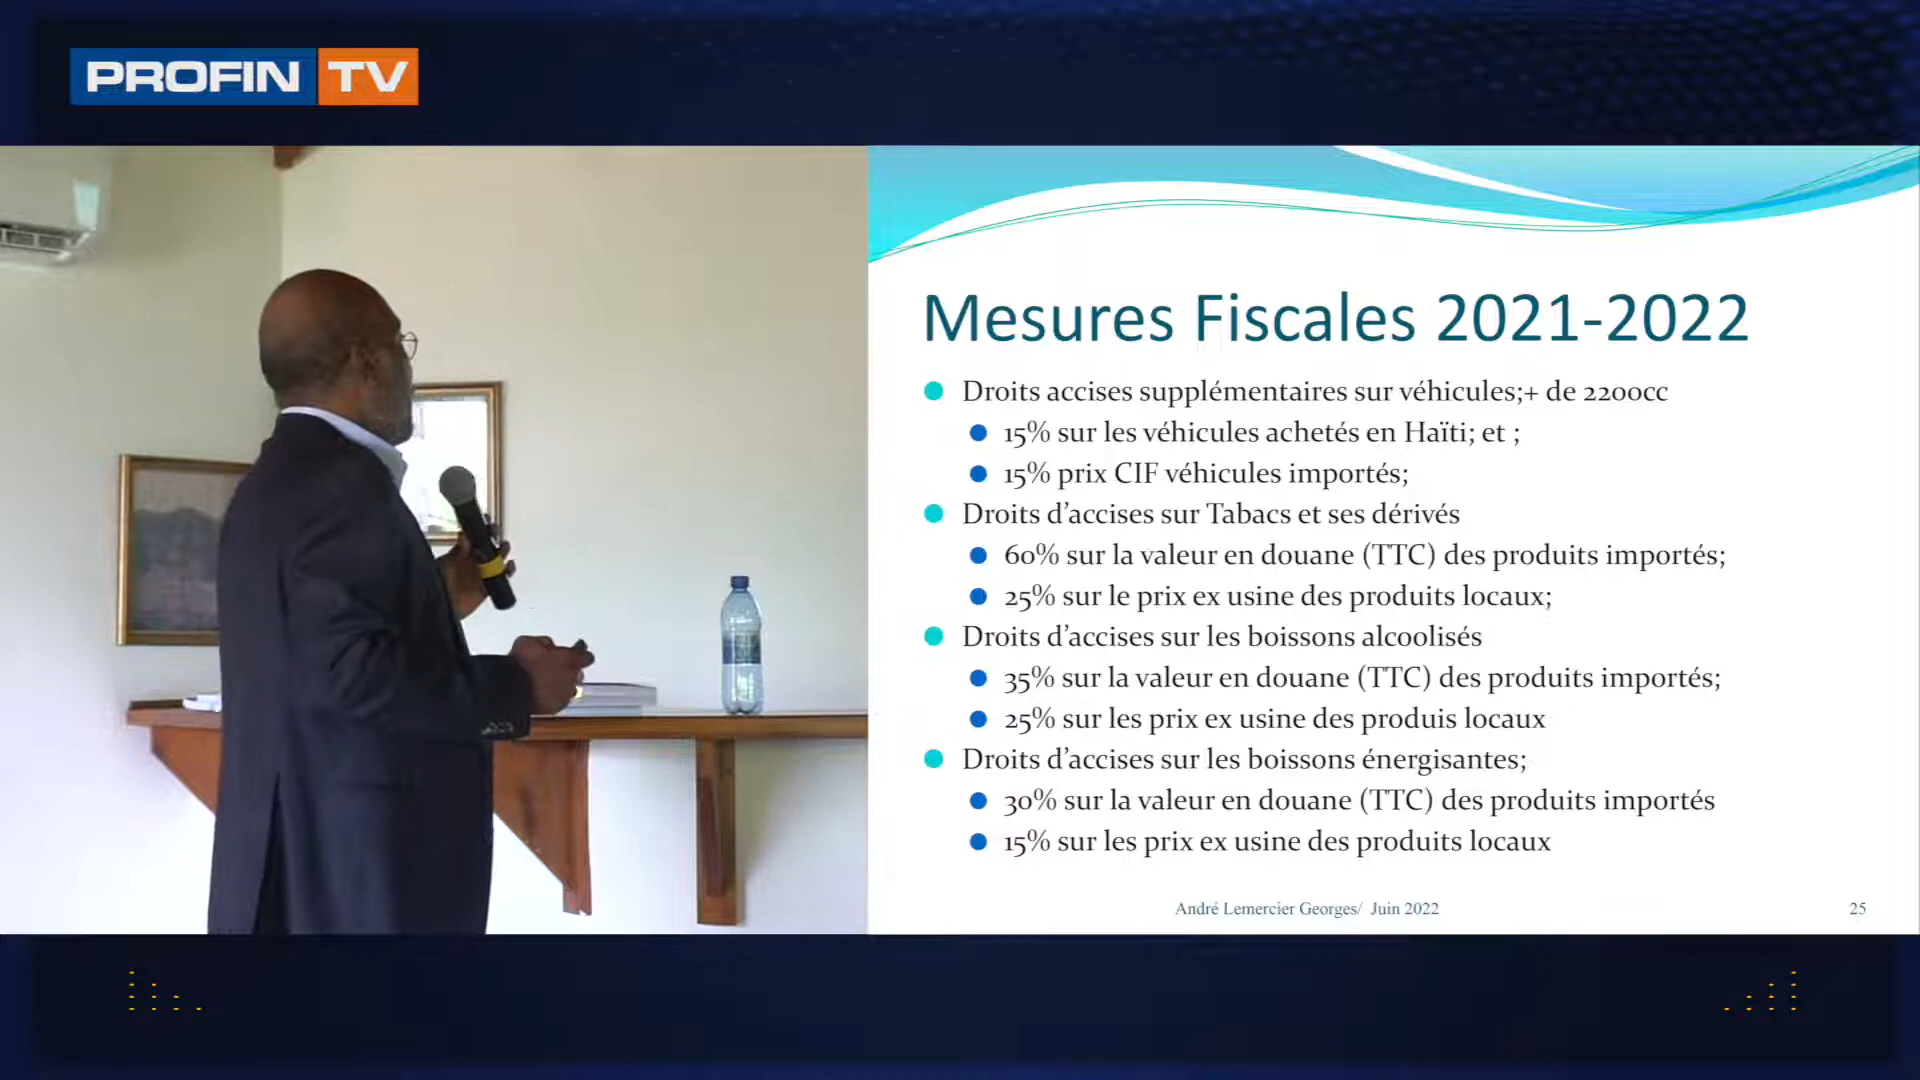 PROFIN TV
Mesures Fiscales 2021-2022
Droits accises supplémentaires sur véhicules;+ de 2200cc
15% sur les véhicules achetés en Haïti; et ;
15% prix CIF véhicules importés;
Droits d’accises sur Tabacs et ses dérivés
60% sur la valeur en douane (TTC) des produits importés;
25% sur le prix ex usine des produits locaux;
Droits d’accises sur les boissons alcoolisés
35% sur la valeur en douane (TTC) des produits importés;
25% sur les prix ex usine des produis locaux
Droits d’accises sur les boissons énergisantes;
30% sur la valeur en douane (TTC) des produits importés
15% sur les prix ex usine des produits locaux
André Lemercier Georges/ Juin 2022
25